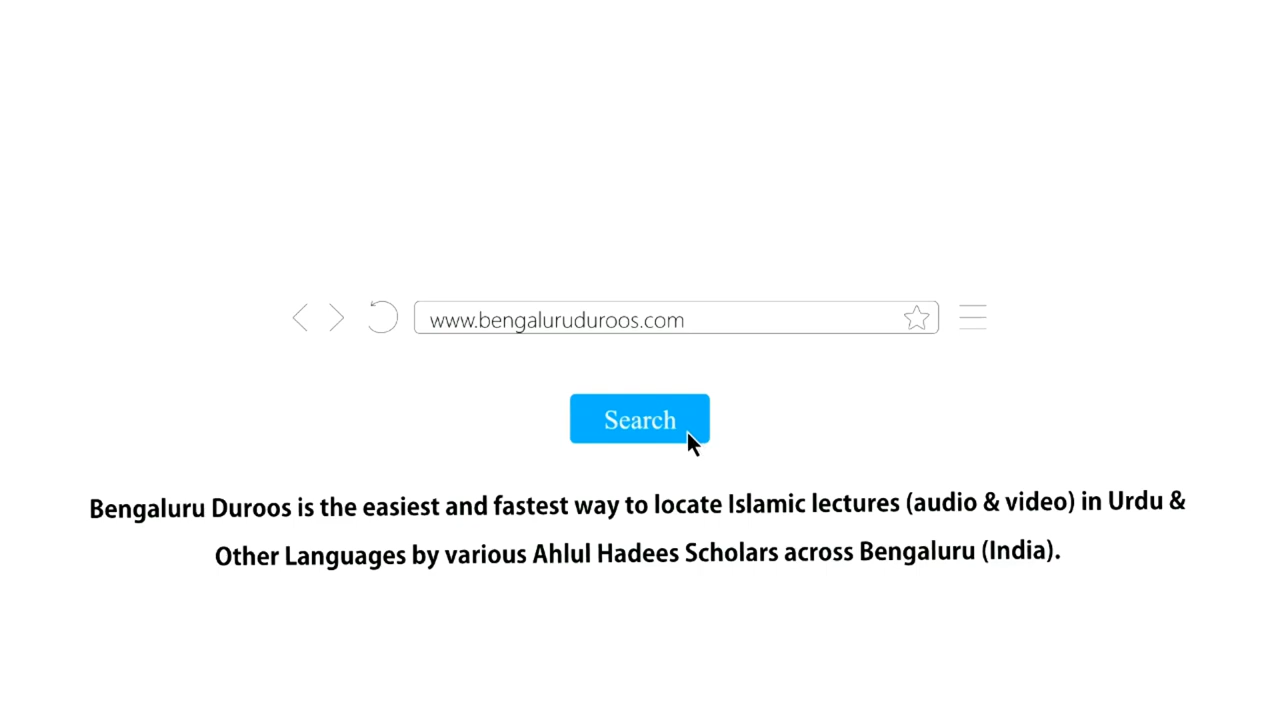 www.bengaluruduroos.com
Search
Bengaluru Duroos is the easiest and fastest way to locate Islamic lectures (audio & video) in Urdu &
Other Languages by various Ahlul Hadees Scholars across Bengaluru (India).